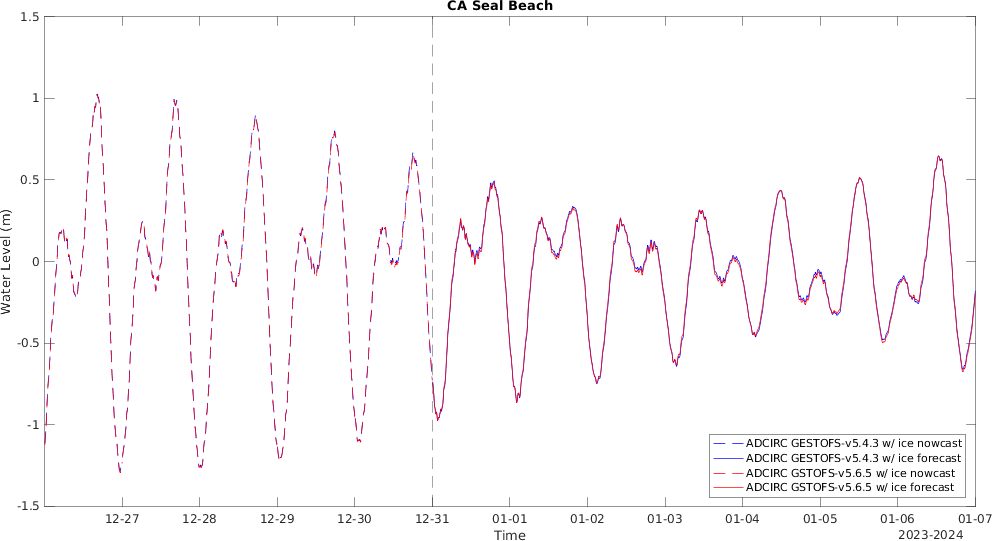 CA Seal Beach
1.5
1
0.5
0
-0.5
-1
-1.5
Water Level (m)
12-27 12-28 12-29 12-30 12-31 01-01 01-02 01-03 01-04 01-05 01-06 01-07
Time
2023-2024
ADCIRC GESTOFS-v5.4.3 w/ ice nowcast
ADCIRC GESTOFS-v5.4.3 w/ ice forecast
ADCIRC GSTOFS-v5.6.5 w/ ice nowcast
ADCIRC GSTOFS-v5.6.5 w/ ice forecast